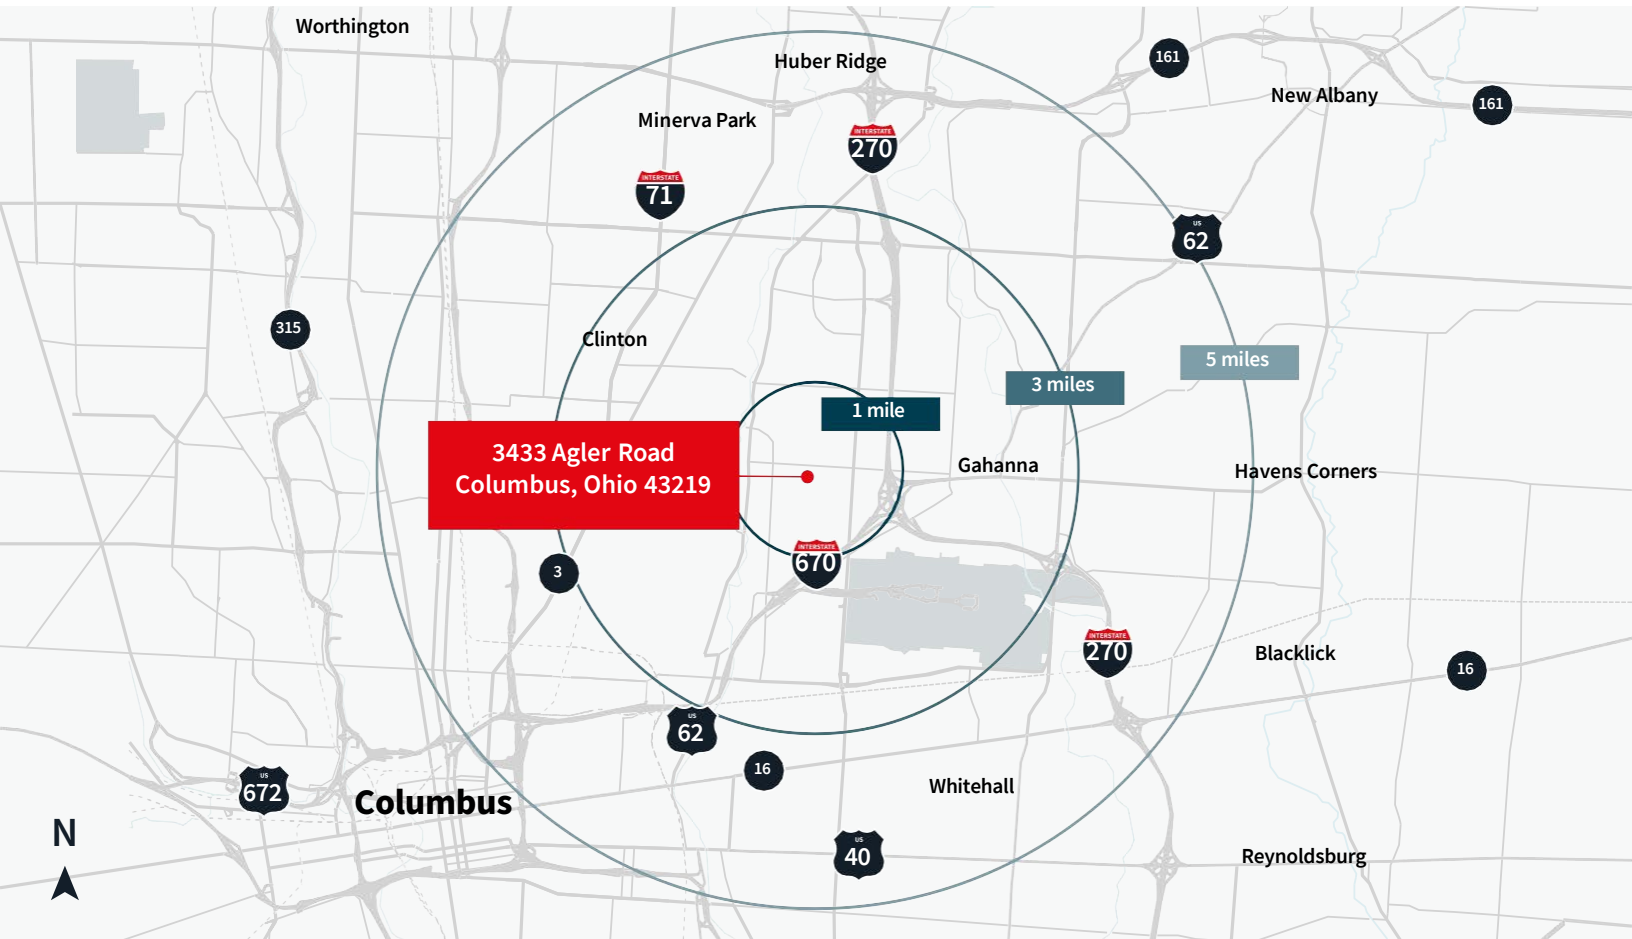 Worthington
Huber Ridge
161
New Albany
161
Minerva Park
INTERSTATE
270
INTERSTATE
71
US
62
315
Clinton
5 miles
3 miles
1 mile
3433 Agler Road
Columbus, Ohio 43219
Gahanna
Havens Corners
INTERSTATE
670
3
INTERSTATE
270
Blacklick
16
US
62
16
US
672
Columbus
Whitehall
N
US
40
Reynoldsburg